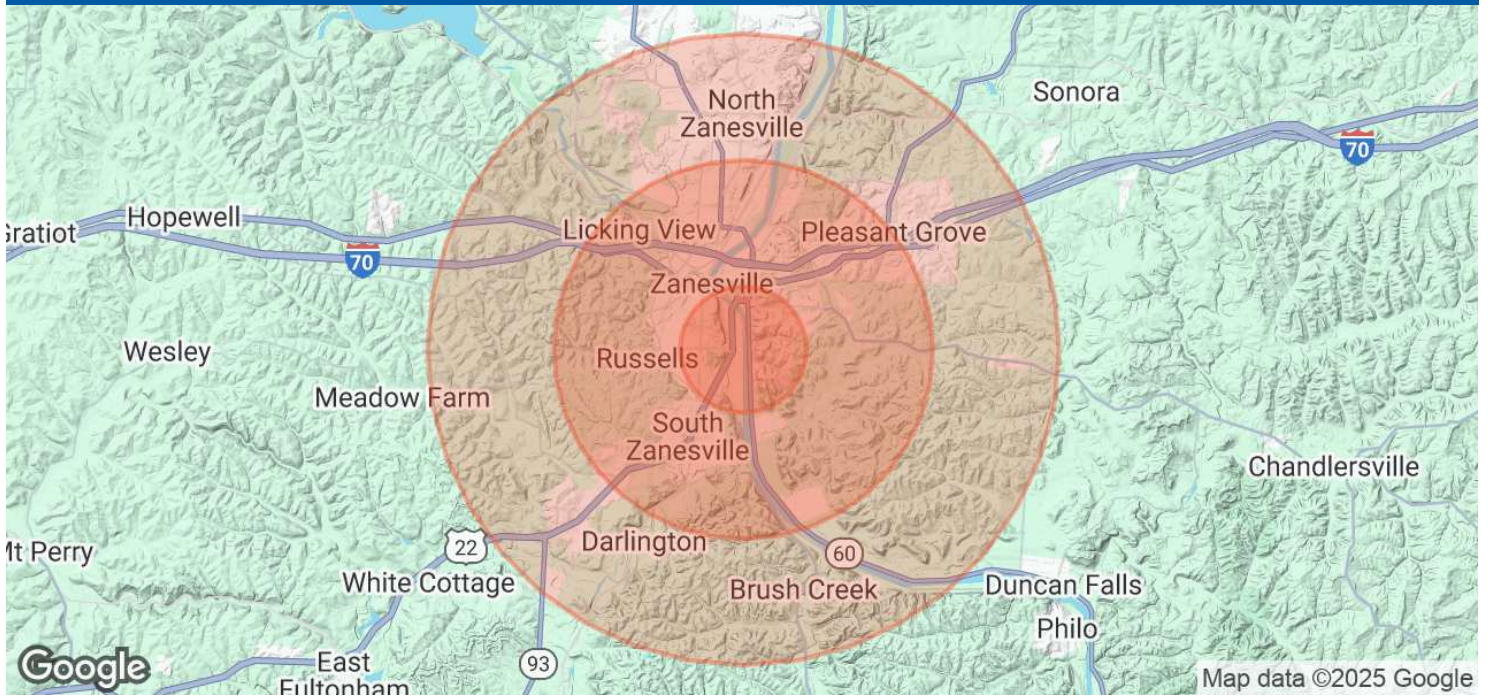 North
Zanesville
Sonora
70
Hopewell
Gratiot
Licking View
Pleasant Grove
70
Zanesville
Wesley
Russells
Meadow Farm
South
Zanesville
Chandlersville
Mt Perry
22
Darlington
60
White Cottage
Brush Creek
Duncan Falls
Philo
East
Fultonham
93
Google
Map data ©2025 Google